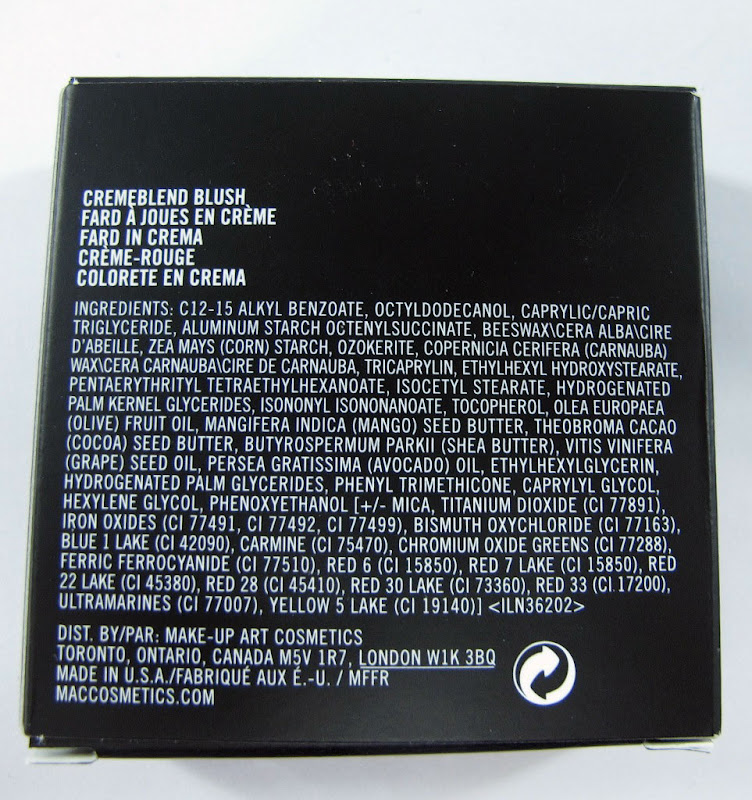 CREMEBLEND BLUSH
FARD À JOUES EN CRÈME
FARD IN CREMA
CRÈME-ROUGE
COLORETE EN CREMA
INGREDIENTS: C12-15 ALKYL BENZOATE, OCTYLDODECANOL, CAPRYLIC/CAPRIC
TRIGLYCERIDE, ALUMINUM STARCH OCTENYLSUCCINATE, BEESWAX\CERA ALBA\CIRE
D'ABEILLE, ZEA MAYS (CORN) STARCH, OZOKERITE, COPERNICIA CERIFERA (CARNAUBA)
WAX\CERA CARNAUBA\CIRE DE CARNAUBA, TRICAPRYLIN, ETHYLHEXYL HYDROXYSTEARATE,
PENTAERYTHRITYL TETRAETHYLHEXANOATE, ISOCETYL STEARATE, HYDROGENATED
PALM KERNEL GLYCERIDES, ISONONYL ISONONANOATE, TOCOPHEROL, OLEA EUROPAEA
(OLIVE) FRUIT OIL, MANGIFERA INDICA (MANGO) SEED BUTTER, THEOBROMA CACAO
(COCOA) SEED BUTTER, BUTYROSPERMUM PARKII (SHEA BUTTER), VITIS VINIFERA
(GRAPE) SEED OIL, PERSEA GRATISSIMA (AVOCADO) OIL, ETHYLHEXYLGLYCERIN,
HYDROGENATED PALM GLYCERIDES, PHENYL TRIMETHICONE, CAPRYLYL GLYCOL,
HEXYLENE GLYCOL, PHENOXYETHANOL [+/- MICA, TITANIUM DIOXIDE (CI 77891),
IRON OXIDES (CI 77491, CI 77492, CI 77499), BISMUTH OXYCHLORIDE (CI 77163),
BLUE 1 LAKE (CI 42090), CARMINE (CI 75470), CHROMIUM OXIDE GREENS (CI 77288),
FERRIC FERROCYANIDE (CI 77510), RED 6 (CI 15850), RED 7 LAKE (CI 15850), RED
22 LAKE (CI 45380), RED 28 (CI 45410), RED 30 LAKE (CI 73360), RED 33 (CI 17200),
ULTRAMARINES (CI 77007), YELLOW 5 LAKE (CI 19140)] <ILN36202>
DIST. BY/PAR: MAKE-UP ART COSMETICS
TORONTO, ONTARIO, CANADA M5V 1R7, LONDON W1K 3BQ
MADE IN U.S.A./FABRIQUÉ AUX É.-U. / MFFR
MACCOSMETICS.COM